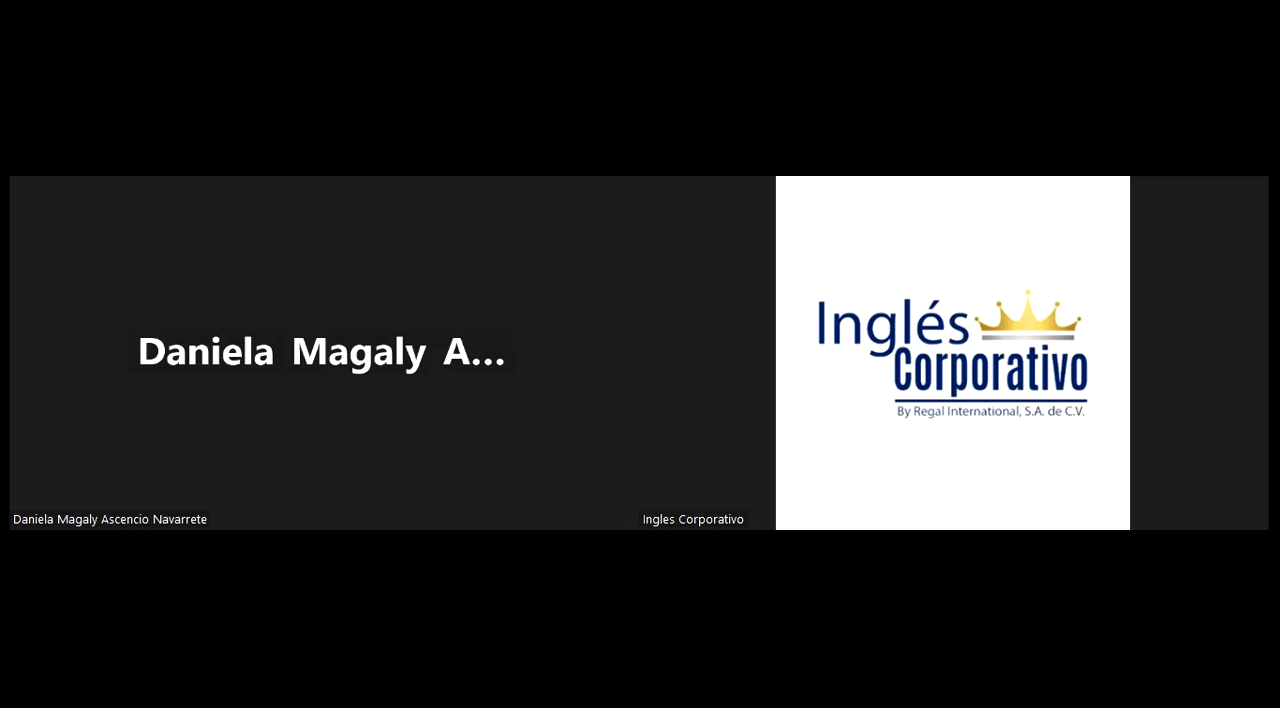 Daniela Magaly A...
Daniela Magaly Ascencio Navarrete
Inglés
Corporativo
By Regal International, S.A. de C.V.
Ingles Corporativo